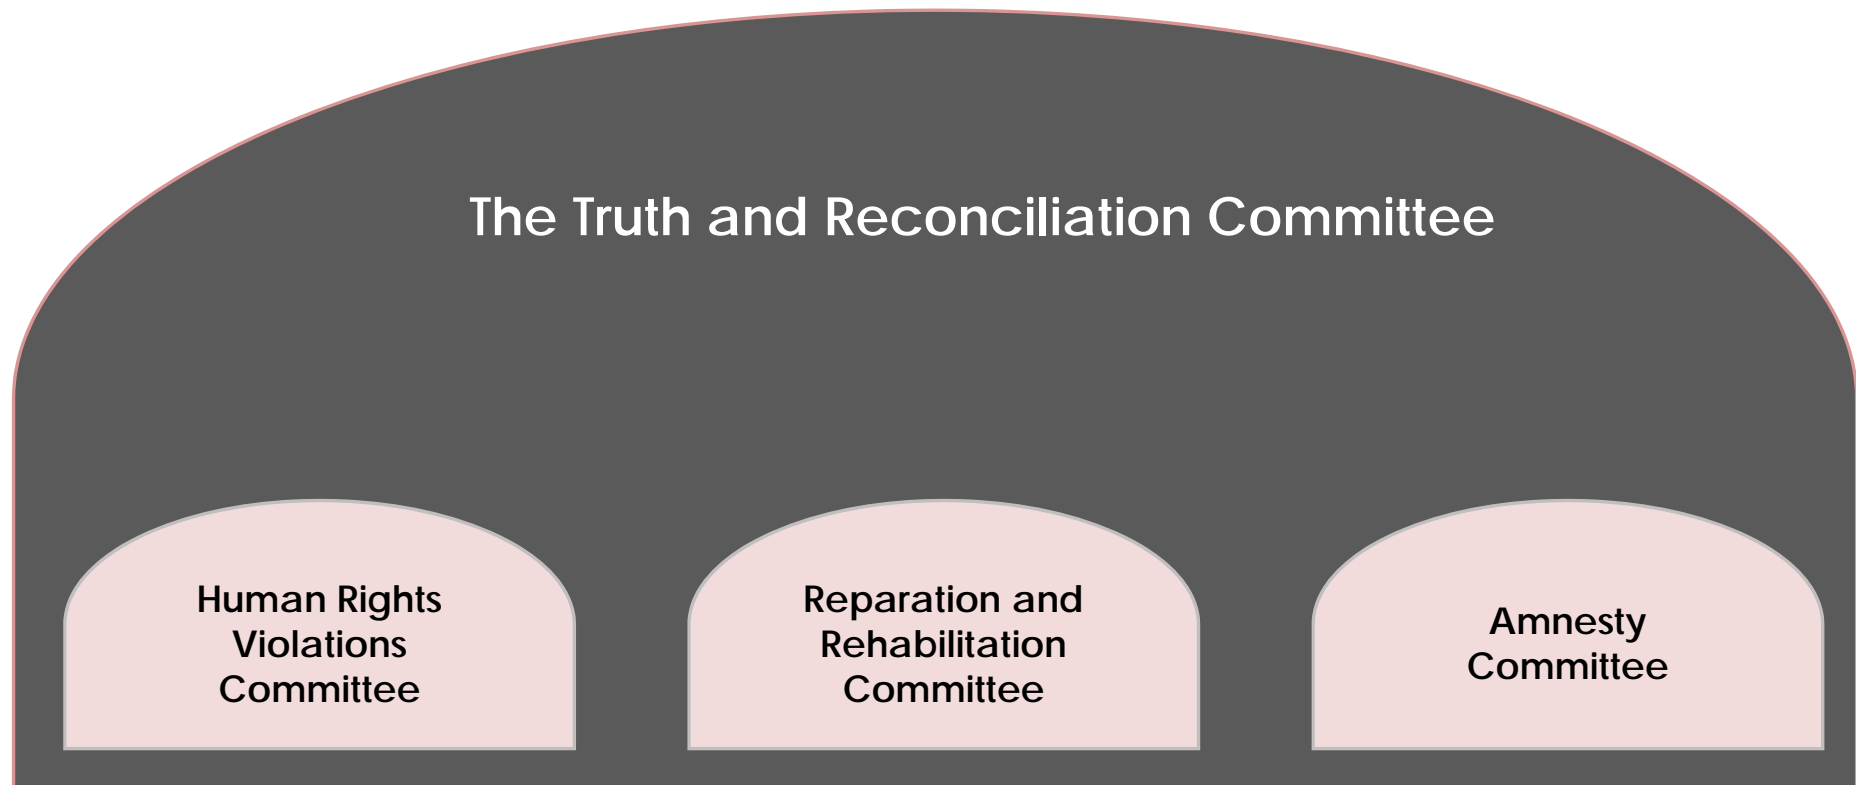 The Truth and Reconciliation Committee
Human Rights
Violations
Committee
Reparation and
Rehabilitation
Committee
Amnesty
Committee